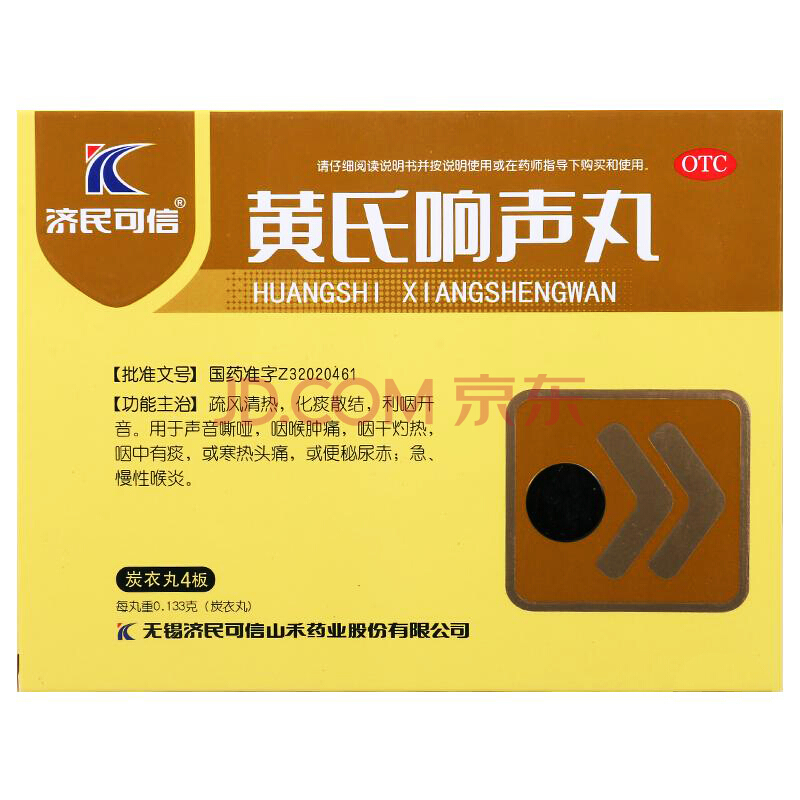 请仔细阅读说明书并按说明使用或在药师指导下购买和使用。
OTC
济民可信®
黄氏响声丸
HUANGSHI XIANGSHENGWAN
【批准文号】国药准字Z32020461
【功能主治】疏风清热，化痰散结，利咽开
音。用于声音嘶哑，咽喉肿痛，咽干灼热，
咽中有痰，或寒热头痛，或便秘尿赤；急、
慢性喉炎。
JD.COM 京东
炭衣丸4板
每丸重0.133克（炭衣丸）
无锡济民可信山禾药业股份有限公司